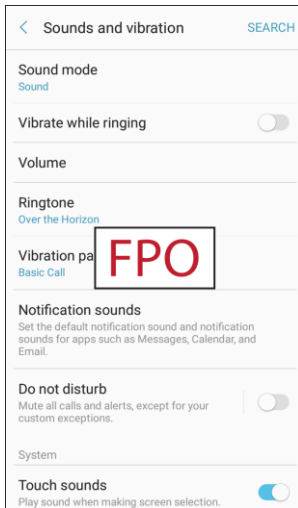 Sounds and vibration SEARCH
Sound mode
Sound
Vibrate while ringing
Volume
Ringtone
Over the Horizon
Vibration pa
FPO
Basic Call
Notification sounds
Set the default notification sound and notification
sounds for apps such as Messages, Calendar, and
Email.
Do not disturb
Mute all calls and alerts, except for your
custom exceptions.
System
Touch sounds
Play sound when making screen selection.